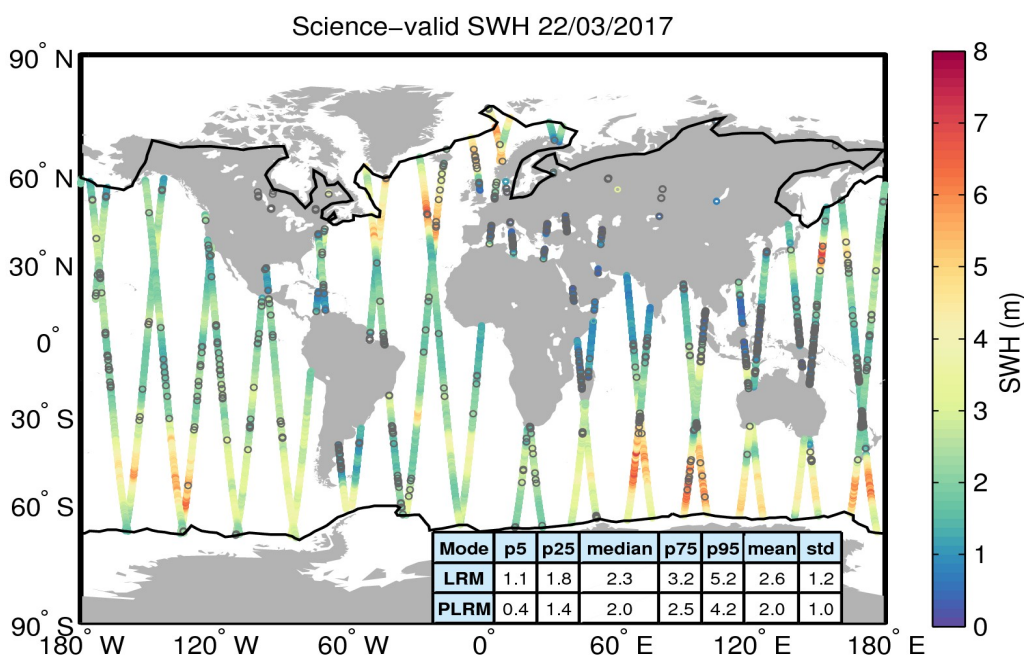 Science−valid SWH 22/03/2017
90° N
60° N
30° N
0°
30° S
60° S
90° S
180° W
120° W
60° W
0°
60° E
120° E
180° E
Mode p5 p25 median p75 p95 mean std
LRM 1.1 1.8 2.3 3.2 5.2 2.6 1.2
PLRM 0.4 1.4 2.0 2.5 4.2 2.0 1.0
8
7
6
5
4
3
2
1
0
SWH (m)